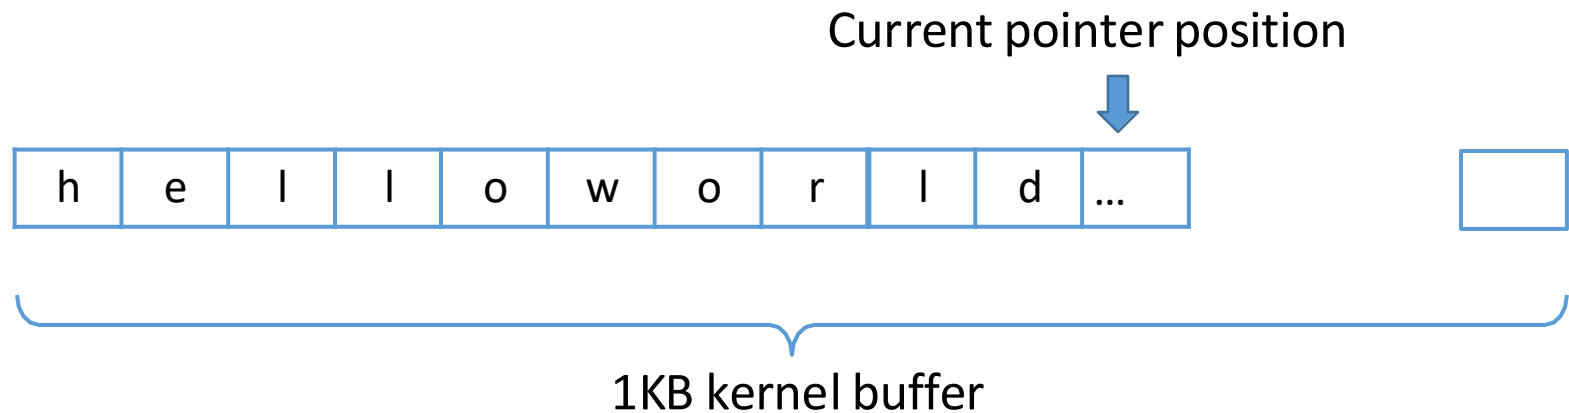 Current pointer position
h e l l o w o r l d ...
1KB kernel buffer